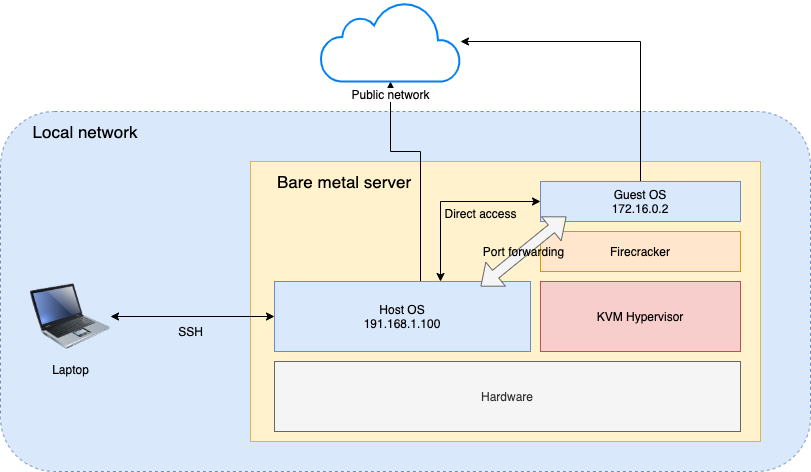 Public network
Local network
Bare metal server
Guest OS
172.16.0.2
Direct access
Port forwarding
Firecracker
Host OS
191.168.1.100
KVM Hypervisor
SSH
Laptop
Hardware